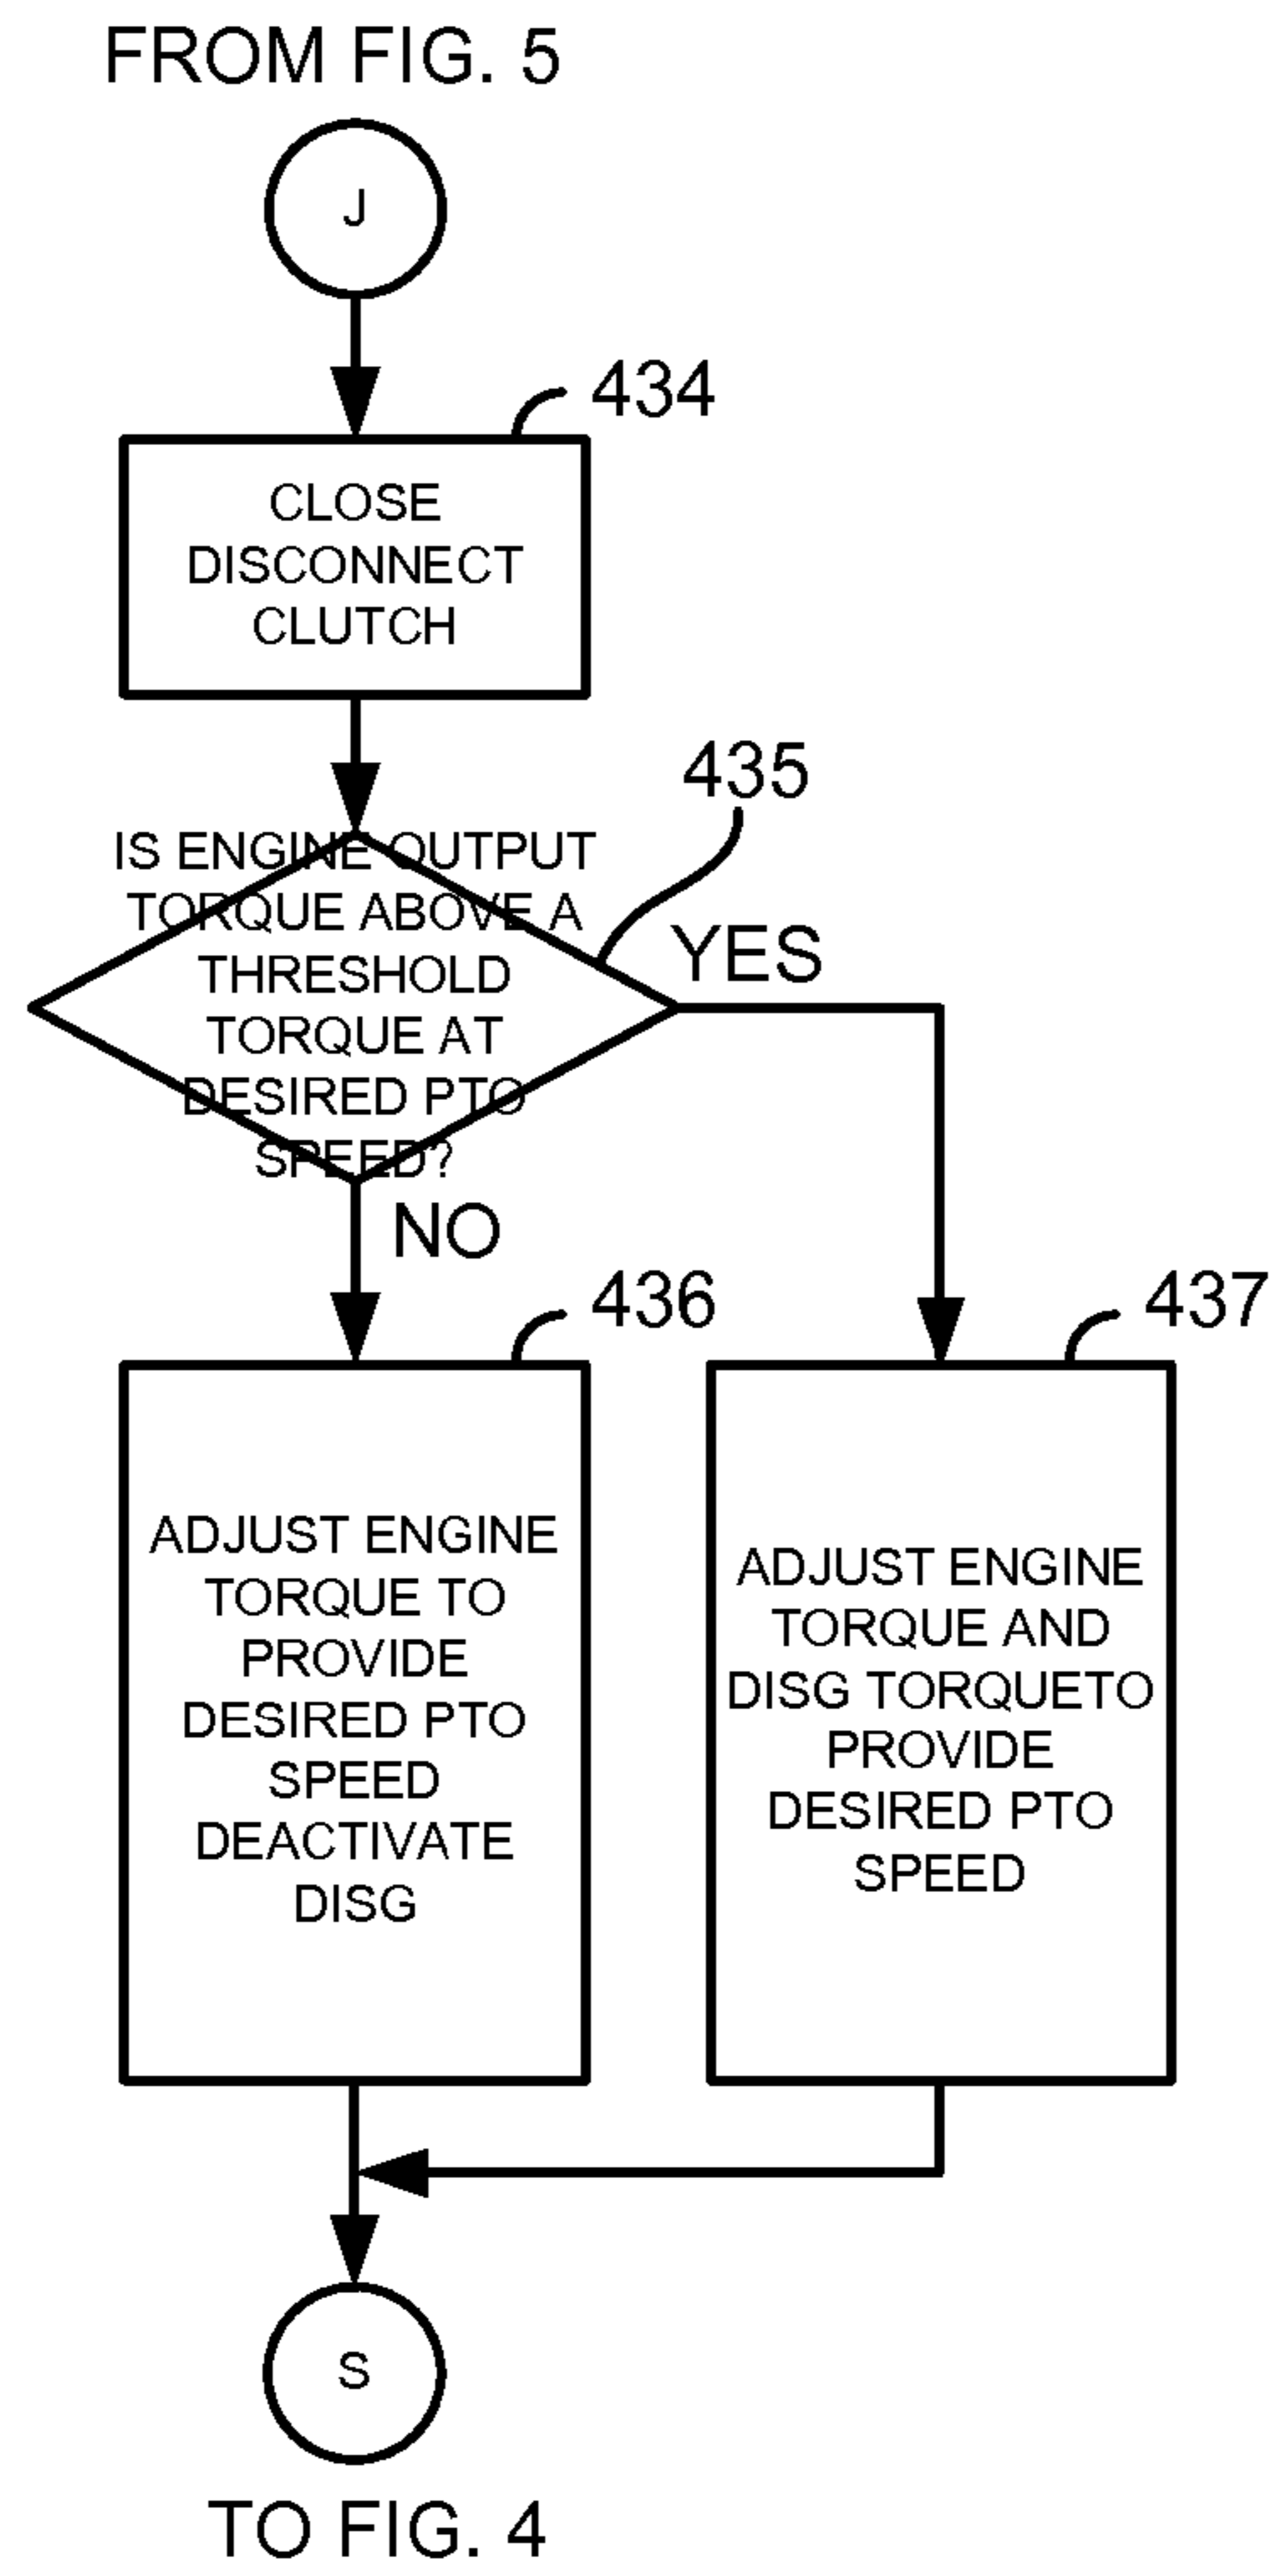 FROM FIG. 5
J
434
CLOSE
DISCONNECT
CLUTCH
435
IS ENGINE OUTPUT
TORQUE ABOVE A
THRESHOLD
TORQUE AT
DESIRED PTO
SPEED?
YES
NO
436
ADJUST ENGINE
TORQUE TO
PROVIDE
DESIRED PTO
SPEED
DEACTIVATE
DISG
437
ADJUST ENGINE
TORQUE AND
DISG TORQUETO
PROVIDE
DESIRED PTO
SPEED
S
TO FIG. 4